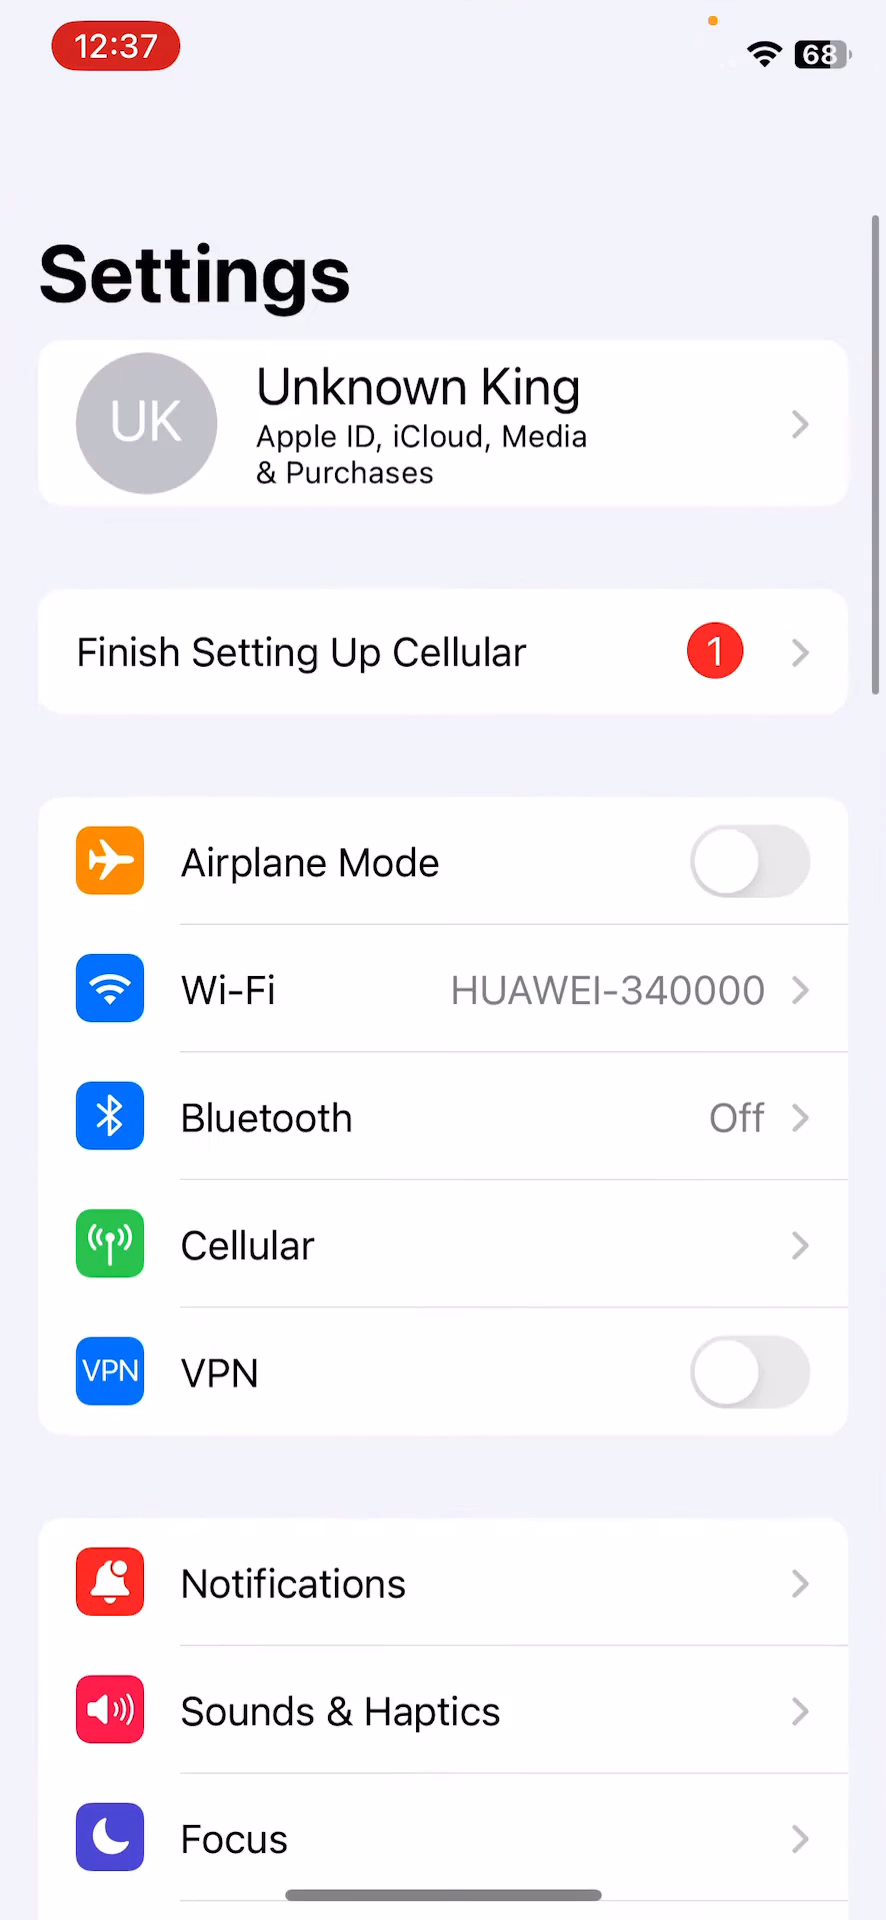 12:37
68
Settings
UK
Unknown King
Apple ID, iCloud, Media
& Purchases
Finish Setting Up Cellular 1
Airplane Mode
Wi-Fi HUAWEI-340000
Bluetooth Off
Cellular
VPN VPN
Notifications
Sounds & Haptics
Focus